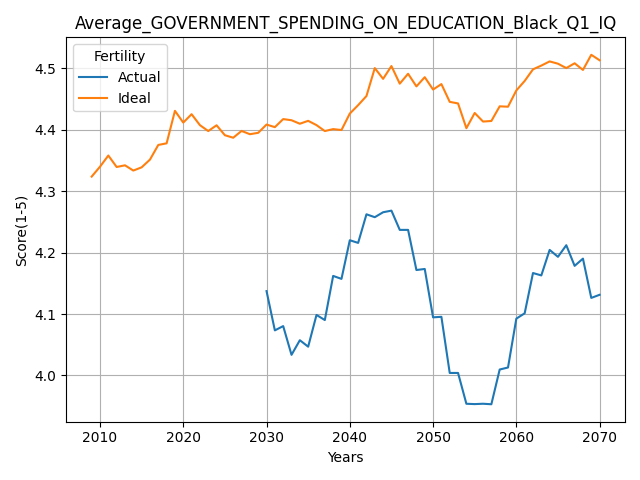 Average_GOVERNMENT_SPENDING_ON_EDUCATION_Black_Q1_IQ
Fertility
Actual
Ideal
Score(1-5)
4.5
4.4
4.3
4.2
4.1
4.0
2010 2020 2030 2040 2050 2060 2070
Years